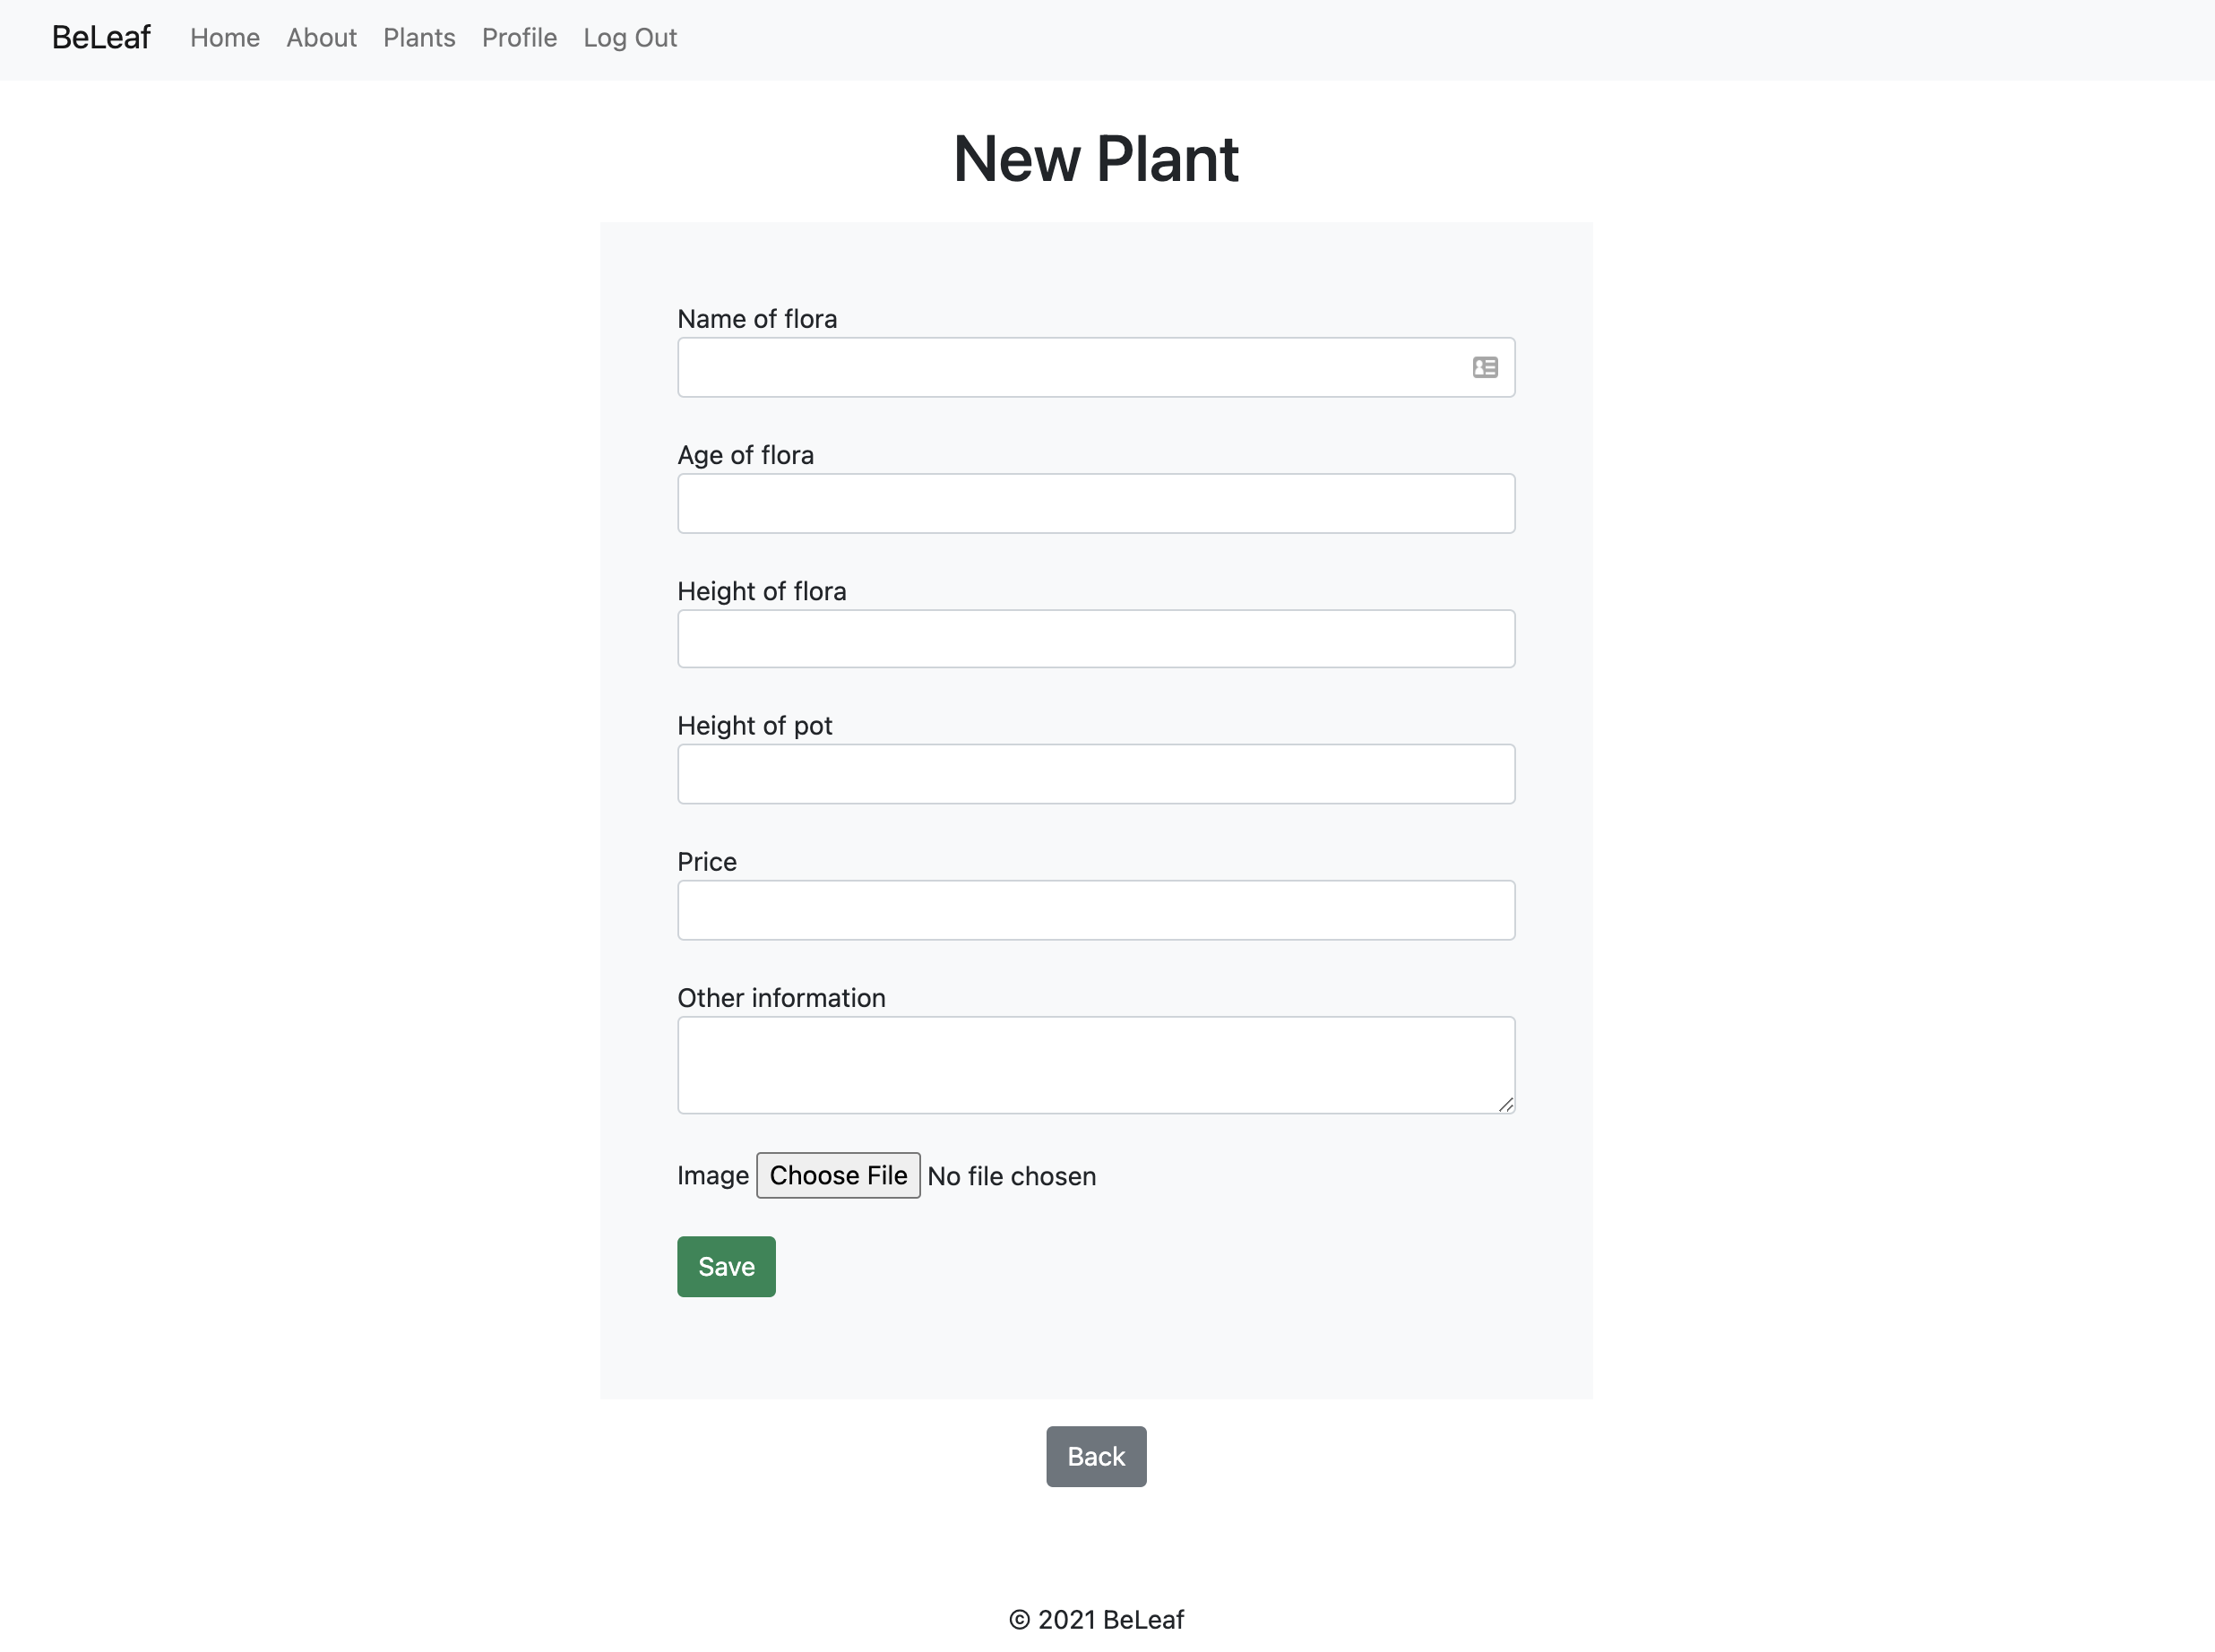 BeLeaf Home About Plants Profile Log Out
New Plant
Name of flora
Age of flora
Height of flora
Height of pot
Price
Other information
Image Choose File No file chosen
Save
Back
© 2021 BeLeaf